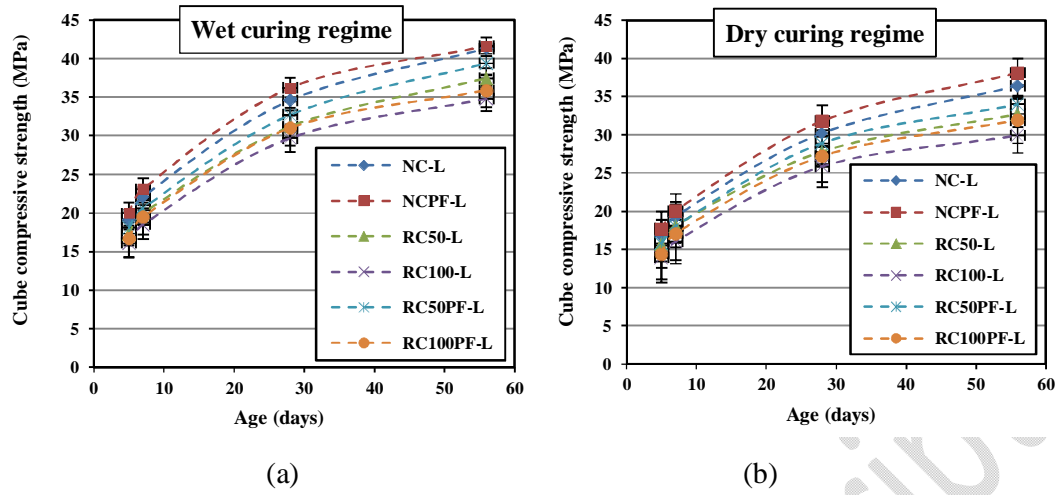 Wet curing regime
Cube compressive strength (MPa)
45
40
35
30
25
20
15
10
5
0
0 10 20 30 40 50 60
Age (days)
NC-L
NCPF-L
RC50-L
RC100-L
RC50PF-L
RC100PF-L
(a)
Dry curing regime
Cube compressive strength (MPa)
45
40
35
30
25
20
15
10
5
0
0 10 20 30 40 50 60
Age (days)
NC-L
NCPF-L
RC50-L
RC100-L
RC50PF-L
RC100PF-L
(b)